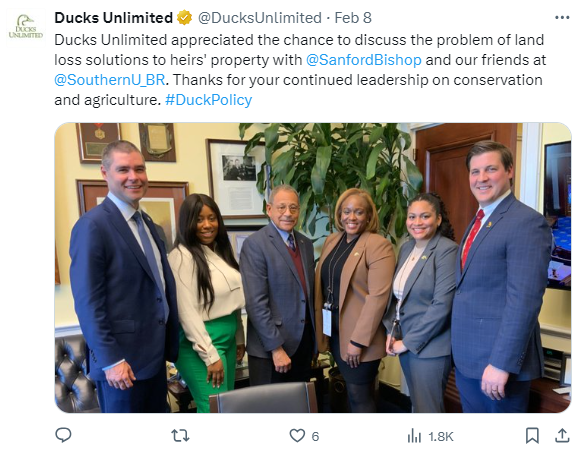 Ducks Unlimited @DucksUnlimited · Feb 8
DUCKS
UNLIMITED
Ducks Unlimited appreciated the chance to discuss the problem of land
loss solutions to heirs' property with @SanfordBishop and our friends at
@SouthernU_BR. Thanks for your continued leadership on conservation
and agriculture. #DuckPolicy
6
1.8K